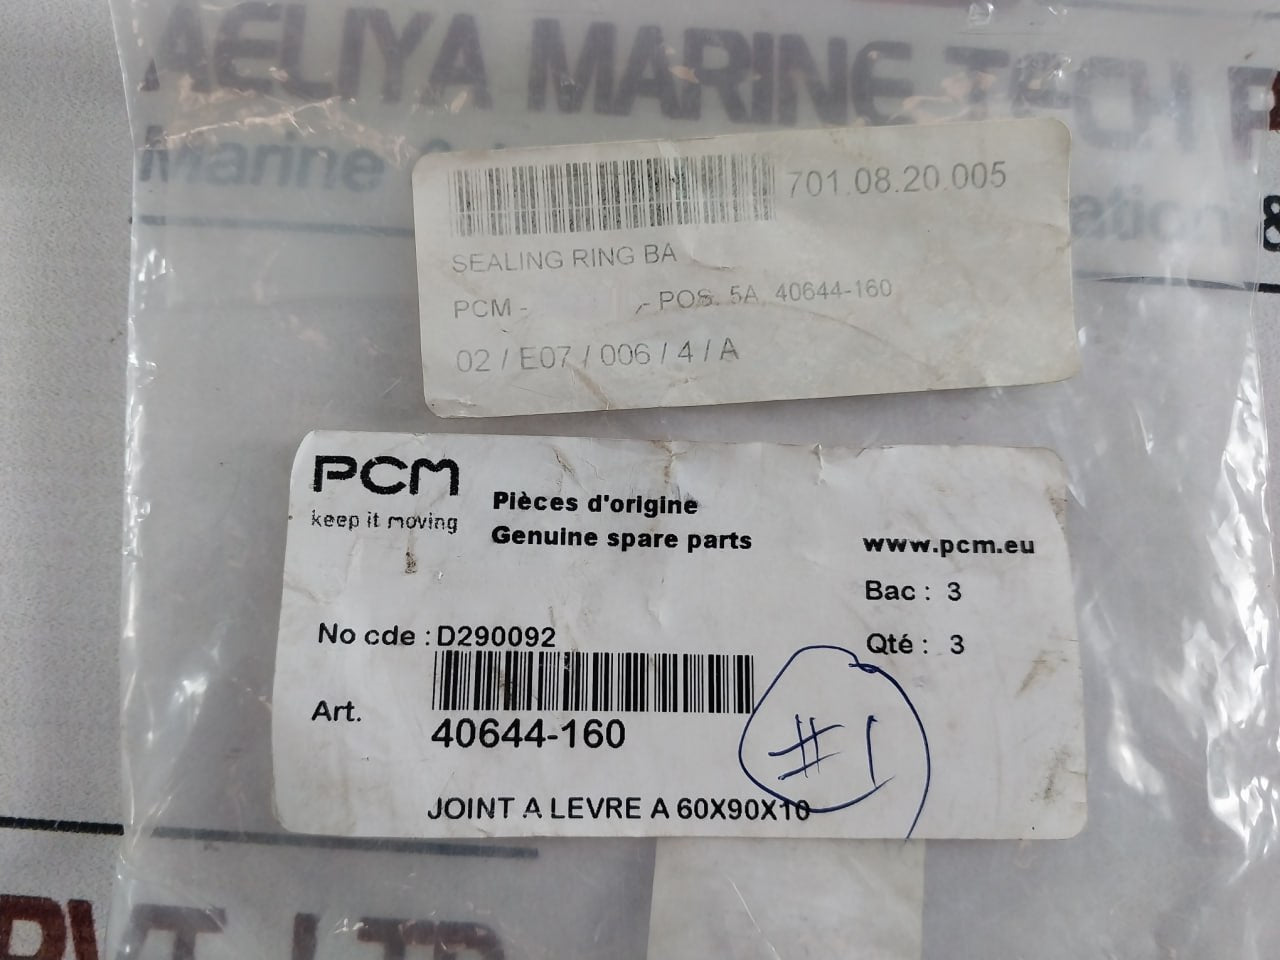 AELIYA MARINE TECH P
Marine &
ation &
701.08.20.005
SEALING RING BA
PCM - ,- POS. 5A, 40644-160
02 / E07 / 006 / 4 / A
PCM
keep it moving
Pièces d'origine
Genuine spare parts
www.pcm.eu
Bac : 3
No cde : D290092
Qté : 3
Art.
40644-160
#1
JOINT A LEVRE A 60X90X10
PVT. LTD